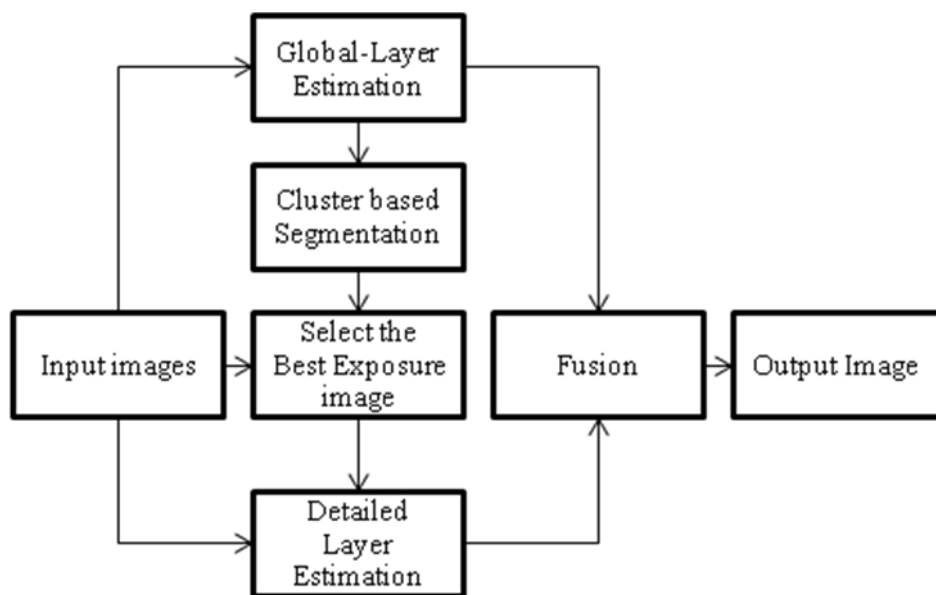 Global-Layer
Estimation
Cluster based
Segmentation
Input images
Select the
Best Exposure
image
Fusion
Output Image
Detailed
Layer
Estimation